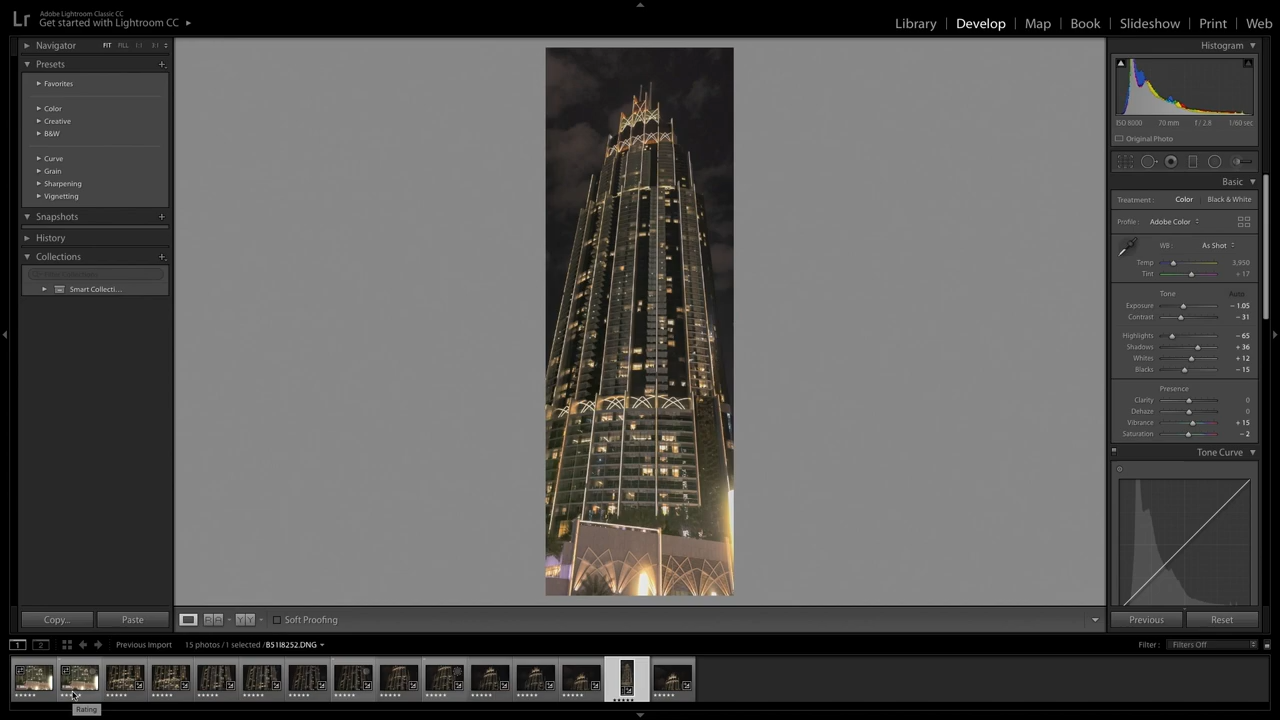 Lr
Adobe Lightroom Classic CC
Get started with Lightroom CC
Library
Develop
Map
Book
Slideshow
Print
Web
Navigator
FIT
FILL
1:1
3:1
Presets
Favorites
Color
Creative
B&W
Curve
Grain
Sharpening
Vignetting
Snapshots
History
Collections
Smart Collecti...
Copy...
Paste
Histogram
ISO 8000
70 mm
f / 2.8
1/60 sec
Original Photo
Basic
Treatment :
Color
Black & White
Profile :
Adobe Color
WB :
As Shot
Temp
3,950
Tint
+ 17
Tone
Auto
Exposure
− 1.05
Contrast
− 31
Highlights
− 65
Shadows
+ 36
Whites
+ 12
Blacks
− 15
Presence
Clarity
0
Dehaze
0
Vibrance
+ 15
Saturation
− 2
Tone Curve
Previous
Reset
Soft Proofing
1
2
Previous Import
15 photos / 1 selected / B51I8252.DNG
Filter :
Filters Off
Rating